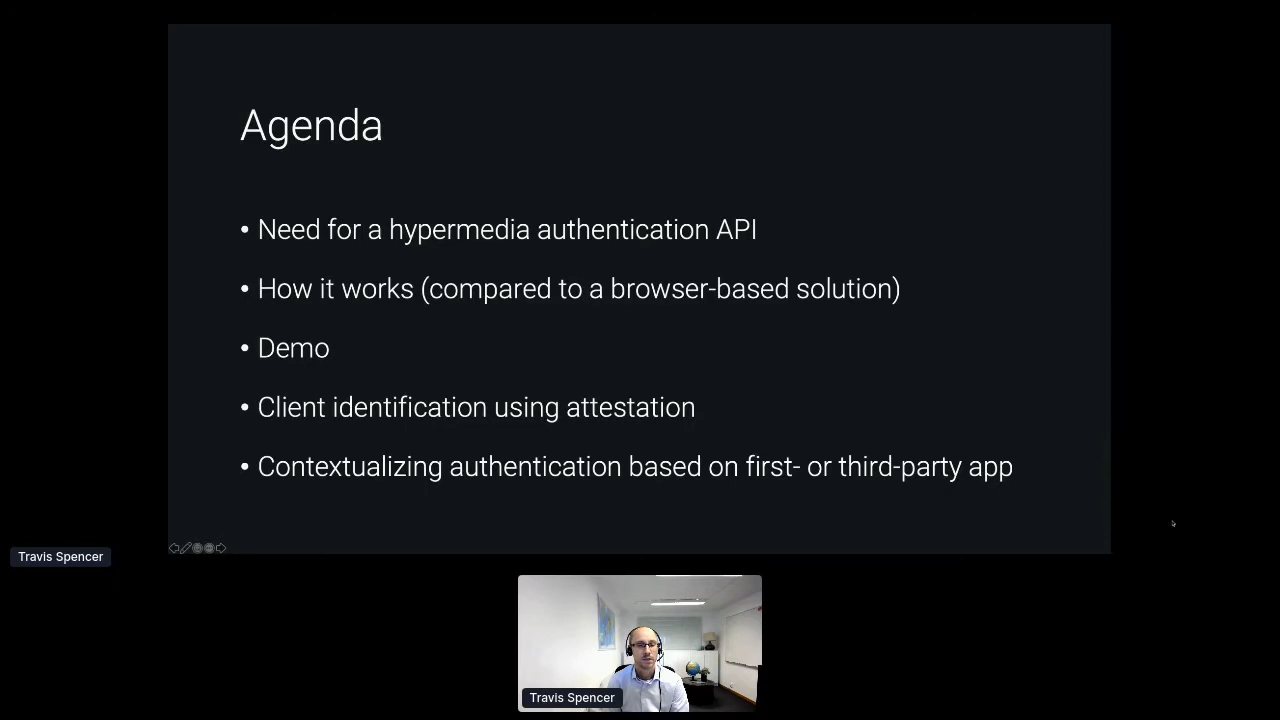 Agenda
• Need for a hypermedia authentication API
• How it works (compared to a browser-based solution)
• Demo
• Client identification using attestation
• Contextualizing authentication based on first- or third-party app
Travis Spencer
Travis Spencer